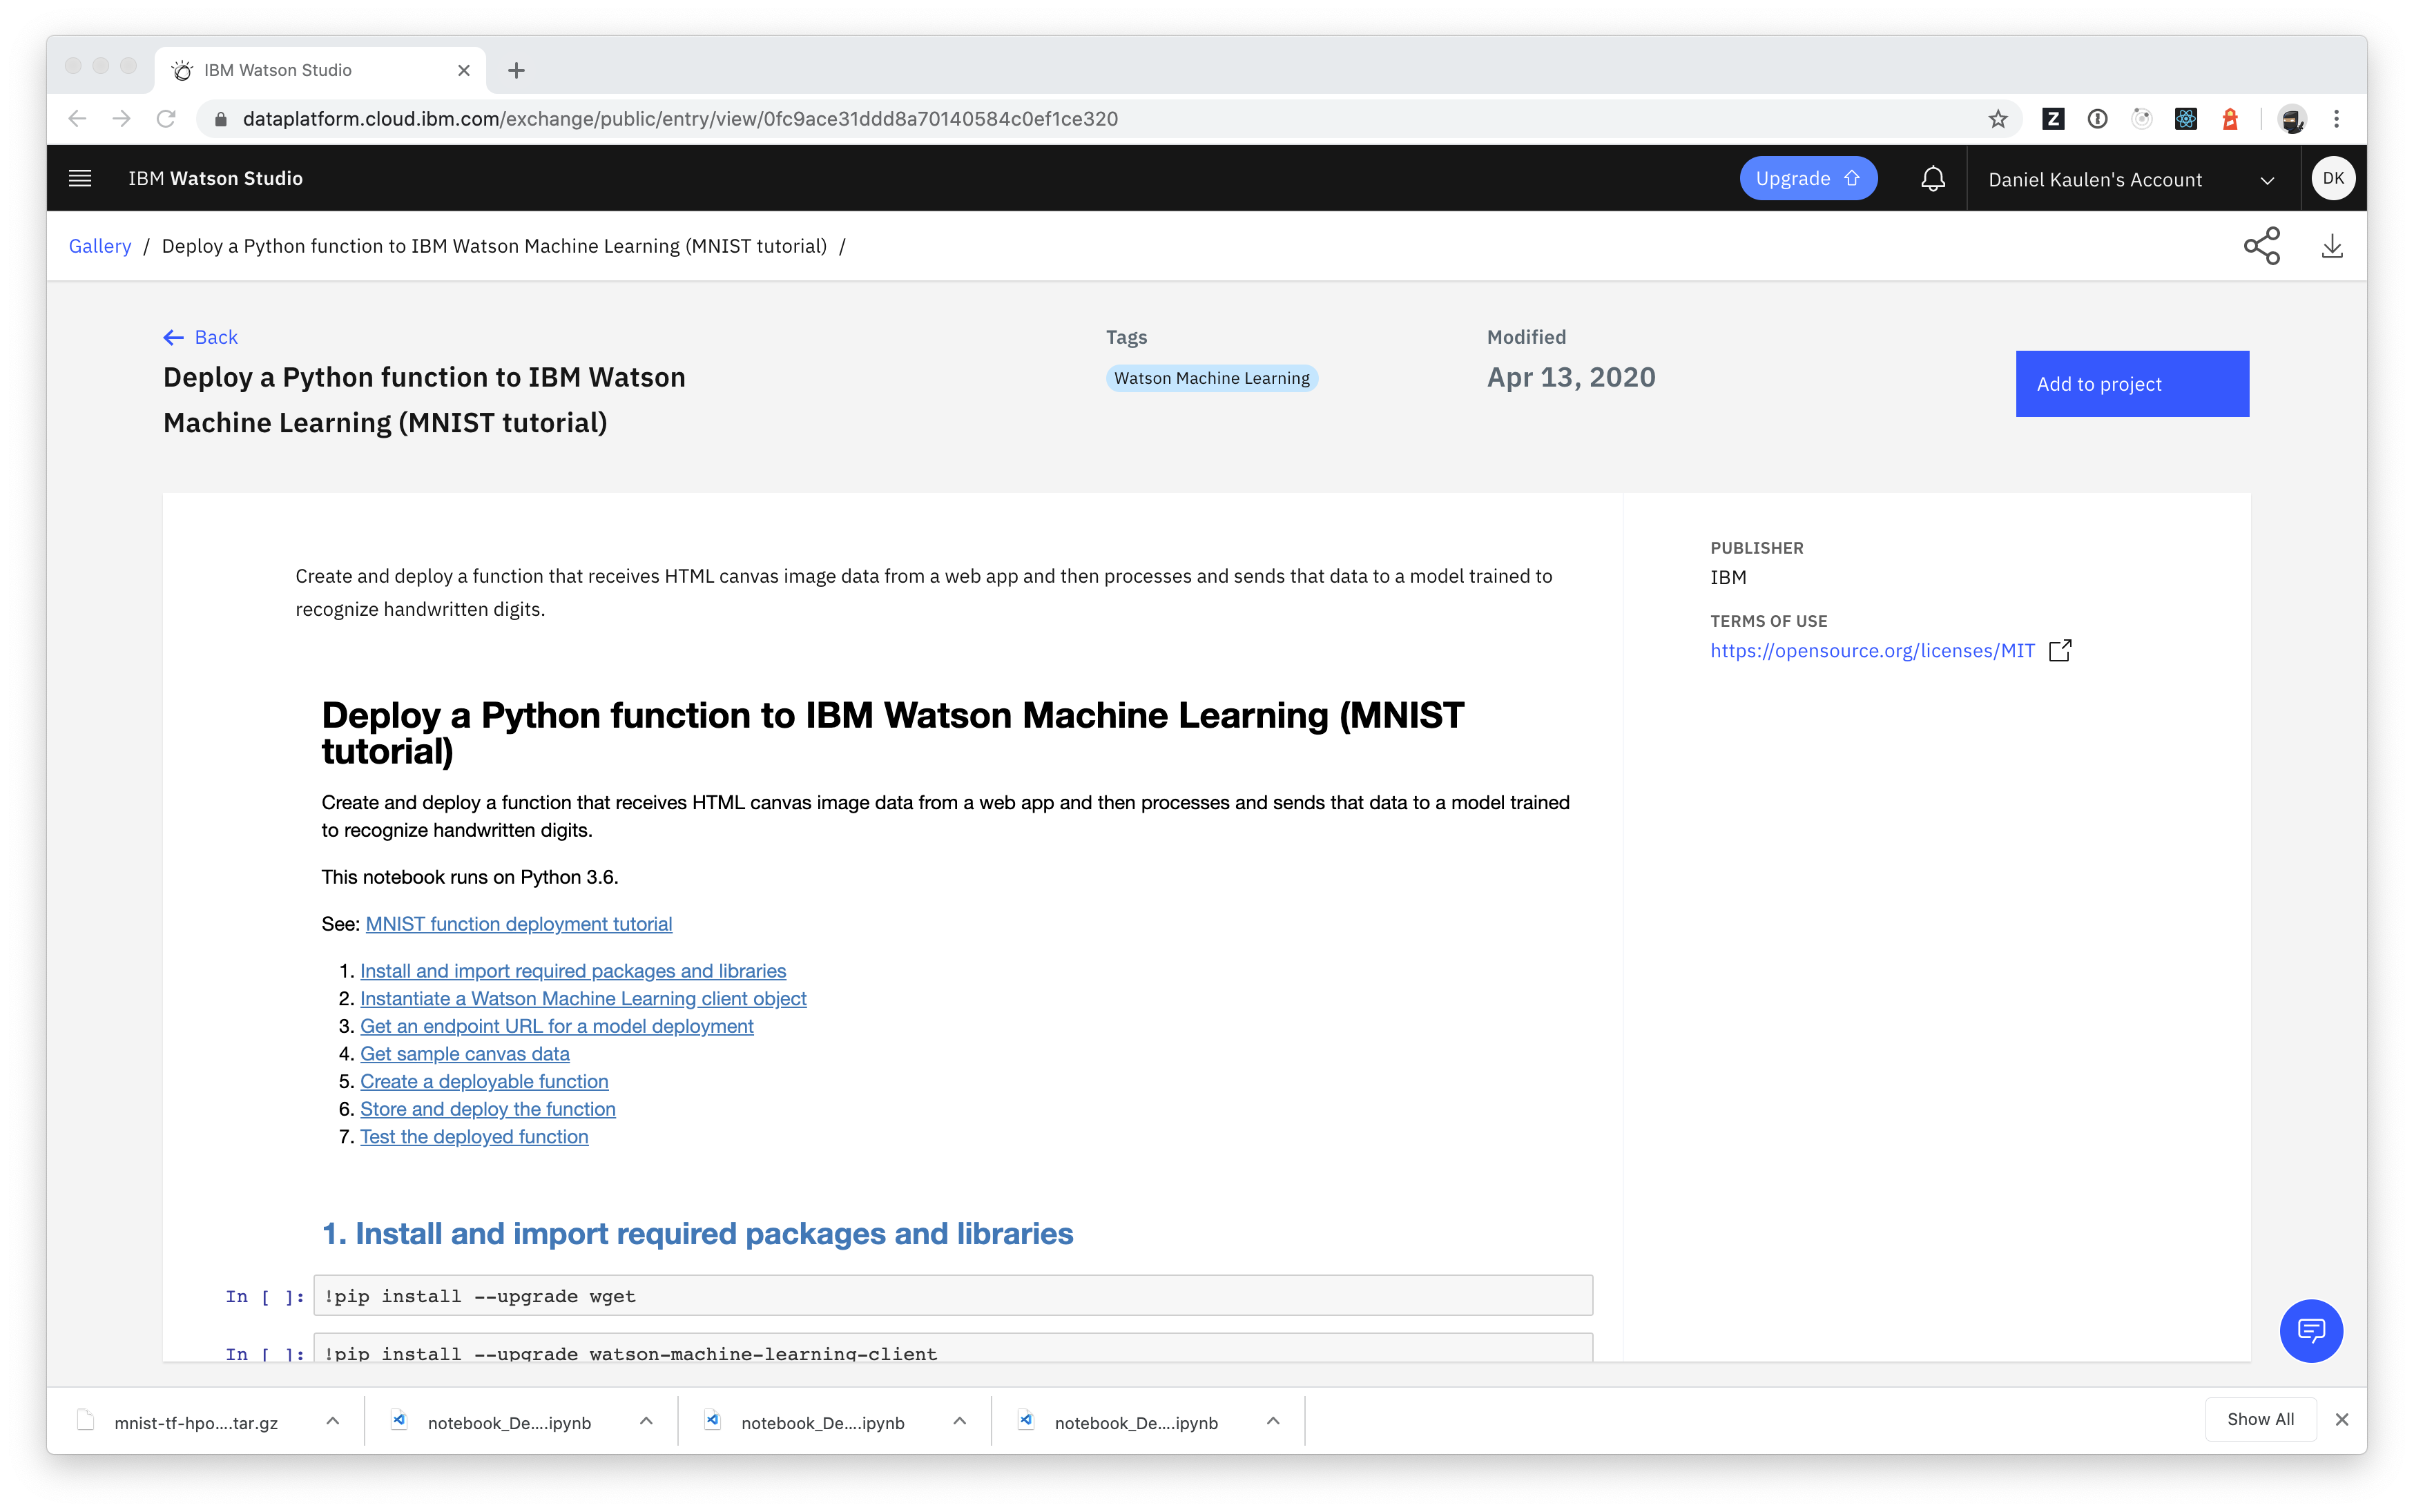 IBM Watson Studio
dataplatform.cloud.ibm.com/exchange/public/entry/view/0fc9ace31ddd8a70140584c0ef1ce320
IBM Watson Studio
Upgrade
Daniel Kaulen's Account
DK
Gallery / Deploy a Python function to IBM Watson Machine Learning (MNIST tutorial) /
Back
Deploy a Python function to IBM Watson
Machine Learning (MNIST tutorial)
Tags
Watson Machine Learning
Modified
Apr 13, 2020
Add to project
Create and deploy a function that receives HTML canvas image data from a web app and then processes and sends that data to a model trained to
recognize handwritten digits.
PUBLISHER
IBM
TERMS OF USE
https://opensource.org/licenses/MIT
Deploy a Python function to IBM Watson Machine Learning (MNIST
tutorial)
Create and deploy a function that receives HTML canvas image data from a web app and then processes and sends that data to a model trained
to recognize handwritten digits.
This notebook runs on Python 3.6.
See: MNIST function deployment tutorial
1. Install and import required packages and libraries
2. Instantiate a Watson Machine Learning client object
3. Get an endpoint URL for a model deployment
4. Get sample canvas data
5. Create a deployable function
6. Store and deploy the function
7. Test the deployed function
1. Install and import required packages and libraries
In [ ]: !pip install --upgrade wget
In [ ]: !pip install --upgrade watson-machine-learning-client
mnist-tf-hpo....tar.gz
notebook_De....ipynb
notebook_De....ipynb
notebook_De....ipynb
Show All